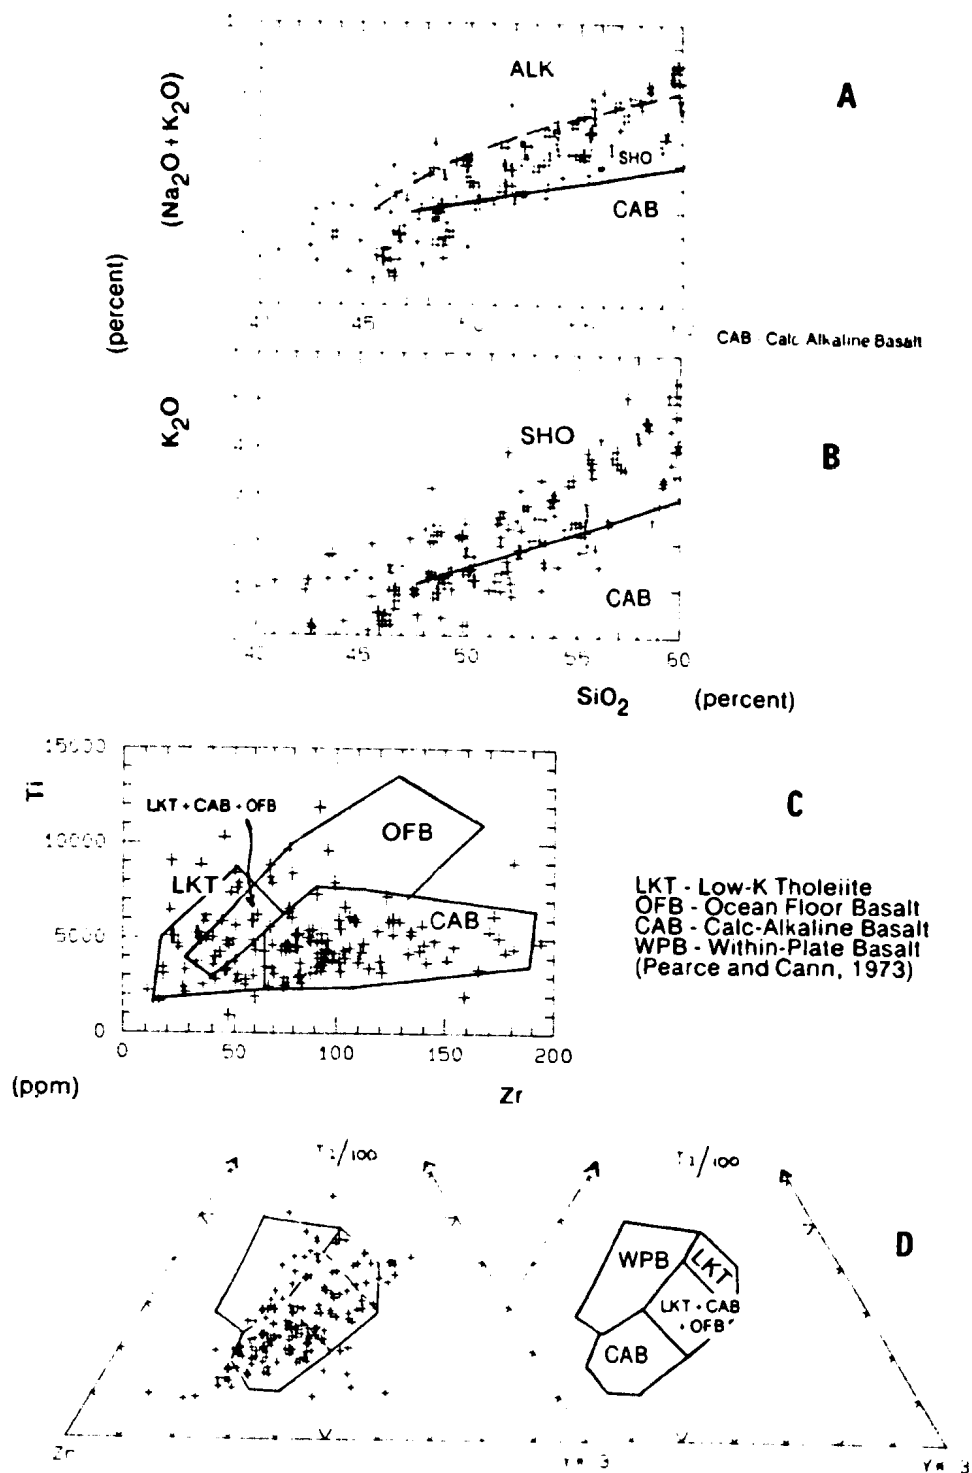 ALK
A
(Na₂O + K₂O)
SHO
CAB
(percent)
45
CAB - Calc Alkaline Basalt
K₂O
SHO
B
CAB
45 50 55 60
SiO₂ (percent)
15000
Ti
LKT + CAB + OFB
C
OFB
10000
LKT
LKT - Low-K Tholeiite
OFB - Ocean Floor Basalt
CAB
CAB - Calc-Alkaline Basalt
5000
WPB - Within-Plate Basalt
(Pearce and Cann, 1973)
0
0 50 100 150 200
(ppm)
Zr
Ti/100 Ti/100
D
WPB
LKT
LKT + CAB
+ OFB
CAB
Zr
Y* 3 Y* 3